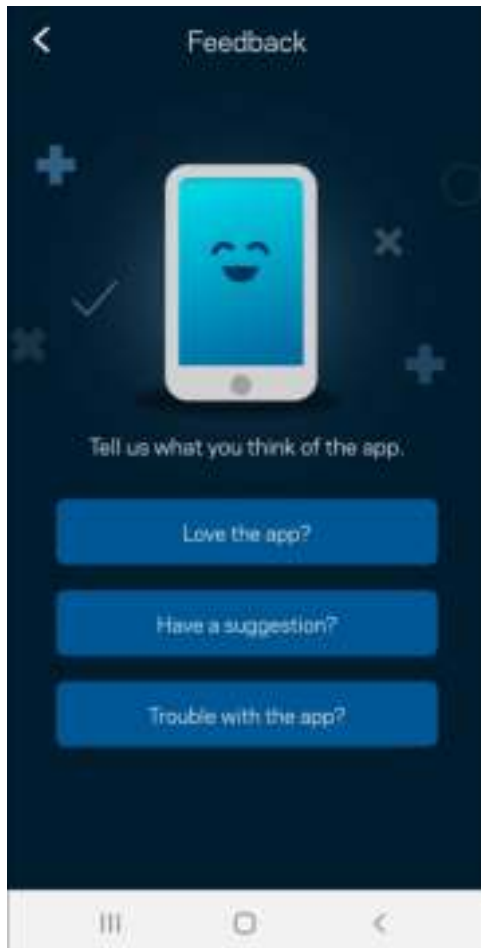 Feedback
Tell us what you think of the app.
Love the app?
Have a suggestion?
Trouble with the app?